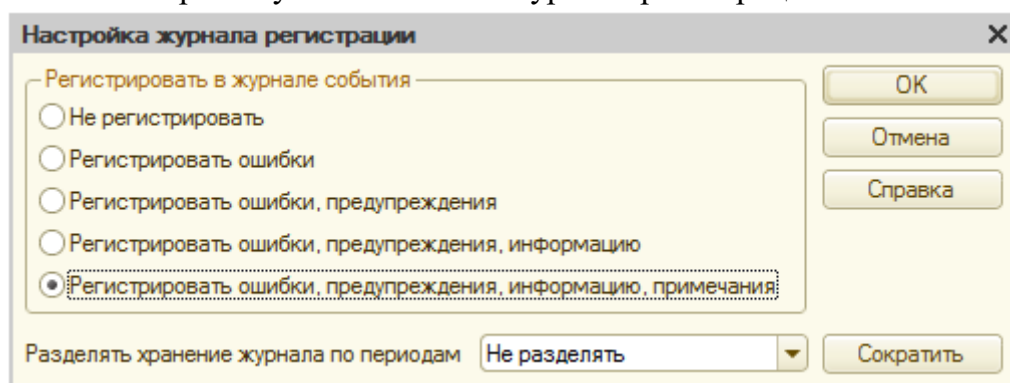 Настройка журнала регистрации
Регистрировать в журнале события
Не регистрировать
Регистрировать ошибки
Регистрировать ошибки, предупреждения
Регистрировать ошибки, предупреждения, информацию
Регистрировать ошибки, предупреждения, информацию, примечания
OK
Отмена
Справка
Разделять хранение журнала по периодам Не разделять Сократить